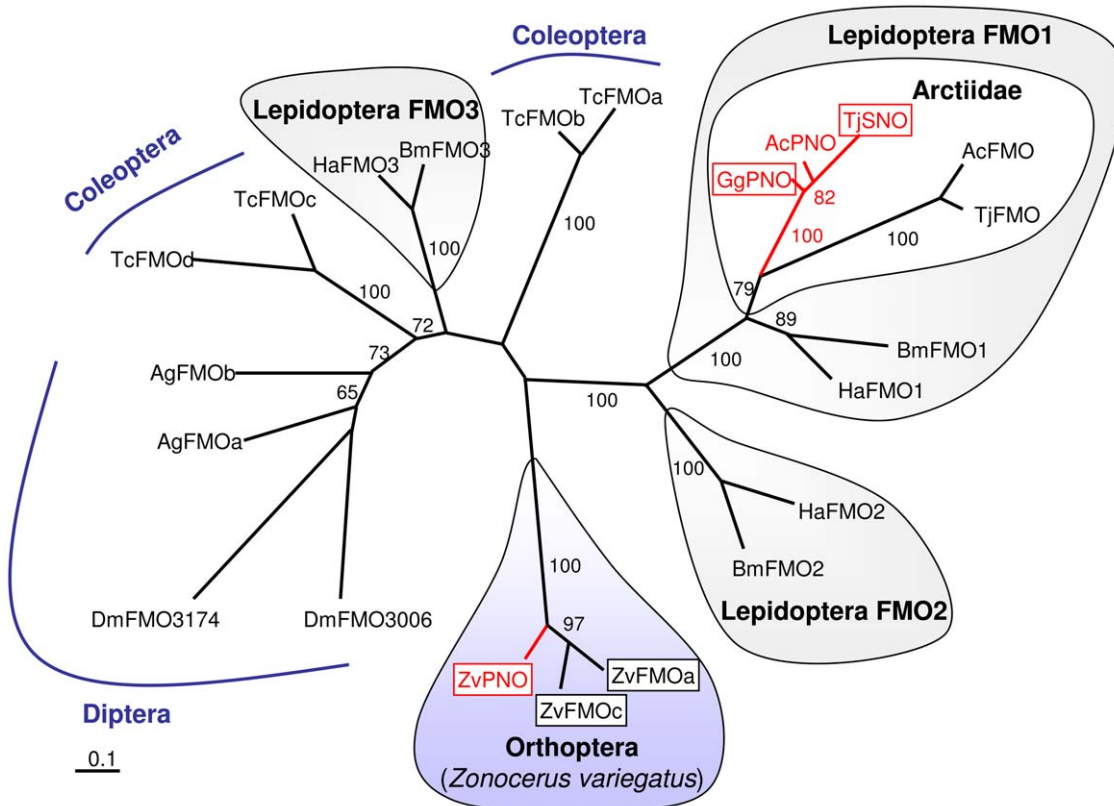 Coleoptera
Lepidoptera FMO1
Arctiidae
Lepidoptera FMO3
TcFMOa
TcFMOb
TjSNO
AcPNO
AcFMO
BmFMO3
HaFMO3
GgPNO
Coleoptera
82
TcFMOc
TjFMO
100
100
100
100
TcFMOd
100
79
89
72
BmFMO1
73
100
AgFMOb
HaFMO1
65
100
AgFMOa
100
HaFMO2
100
BmFMO2
DmFMO3174
DmFMO3006
Lepidoptera FMO2
97
ZvPNO
ZvFMOa
ZvFMOc
Diptera
Orthoptera
0.1
(Zonocerus variegatus)